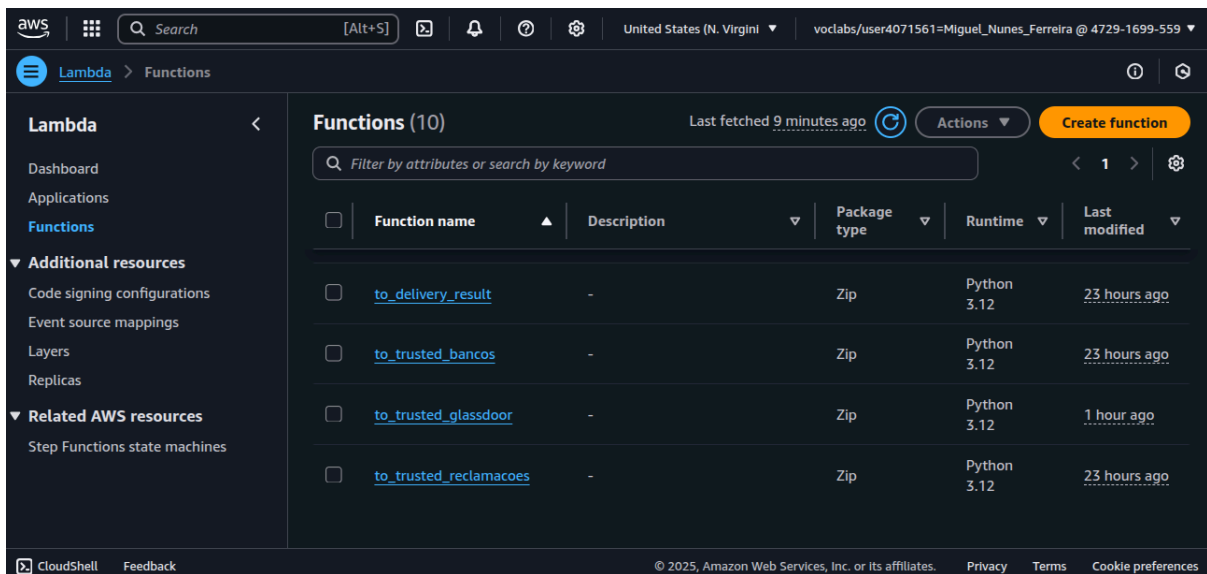 aws
Search [Alt+S]
United States (N. Virgini ▼
voclabs/user4071561=Miguel_Nunes_Ferreira @ 4729-1699-559 ▼
Lambda > Functions
Lambda
Dashboard
Applications
Functions
▼ Additional resources
Code signing configurations
Event source mappings
Layers
Replicas
▼ Related AWS resources
Step Functions state machines
Functions (10)
Last fetched 9 minutes ago
Actions ▼
Create function
Filter by attributes or search by keyword
< 1 >
Function name ▲ Description Package type Runtime Last modified
to_delivery_result - Zip Python 3.12 23 hours ago
to_trusted_bancos - Zip Python 3.12 23 hours ago
to_trusted_glassdoor - Zip Python 3.12 1 hour ago
to_trusted_reclamacoes - Zip Python 3.12 23 hours ago
CloudShell Feedback © 2025, Amazon Web Services, Inc. or its affiliates. Privacy Terms Cookie preferences